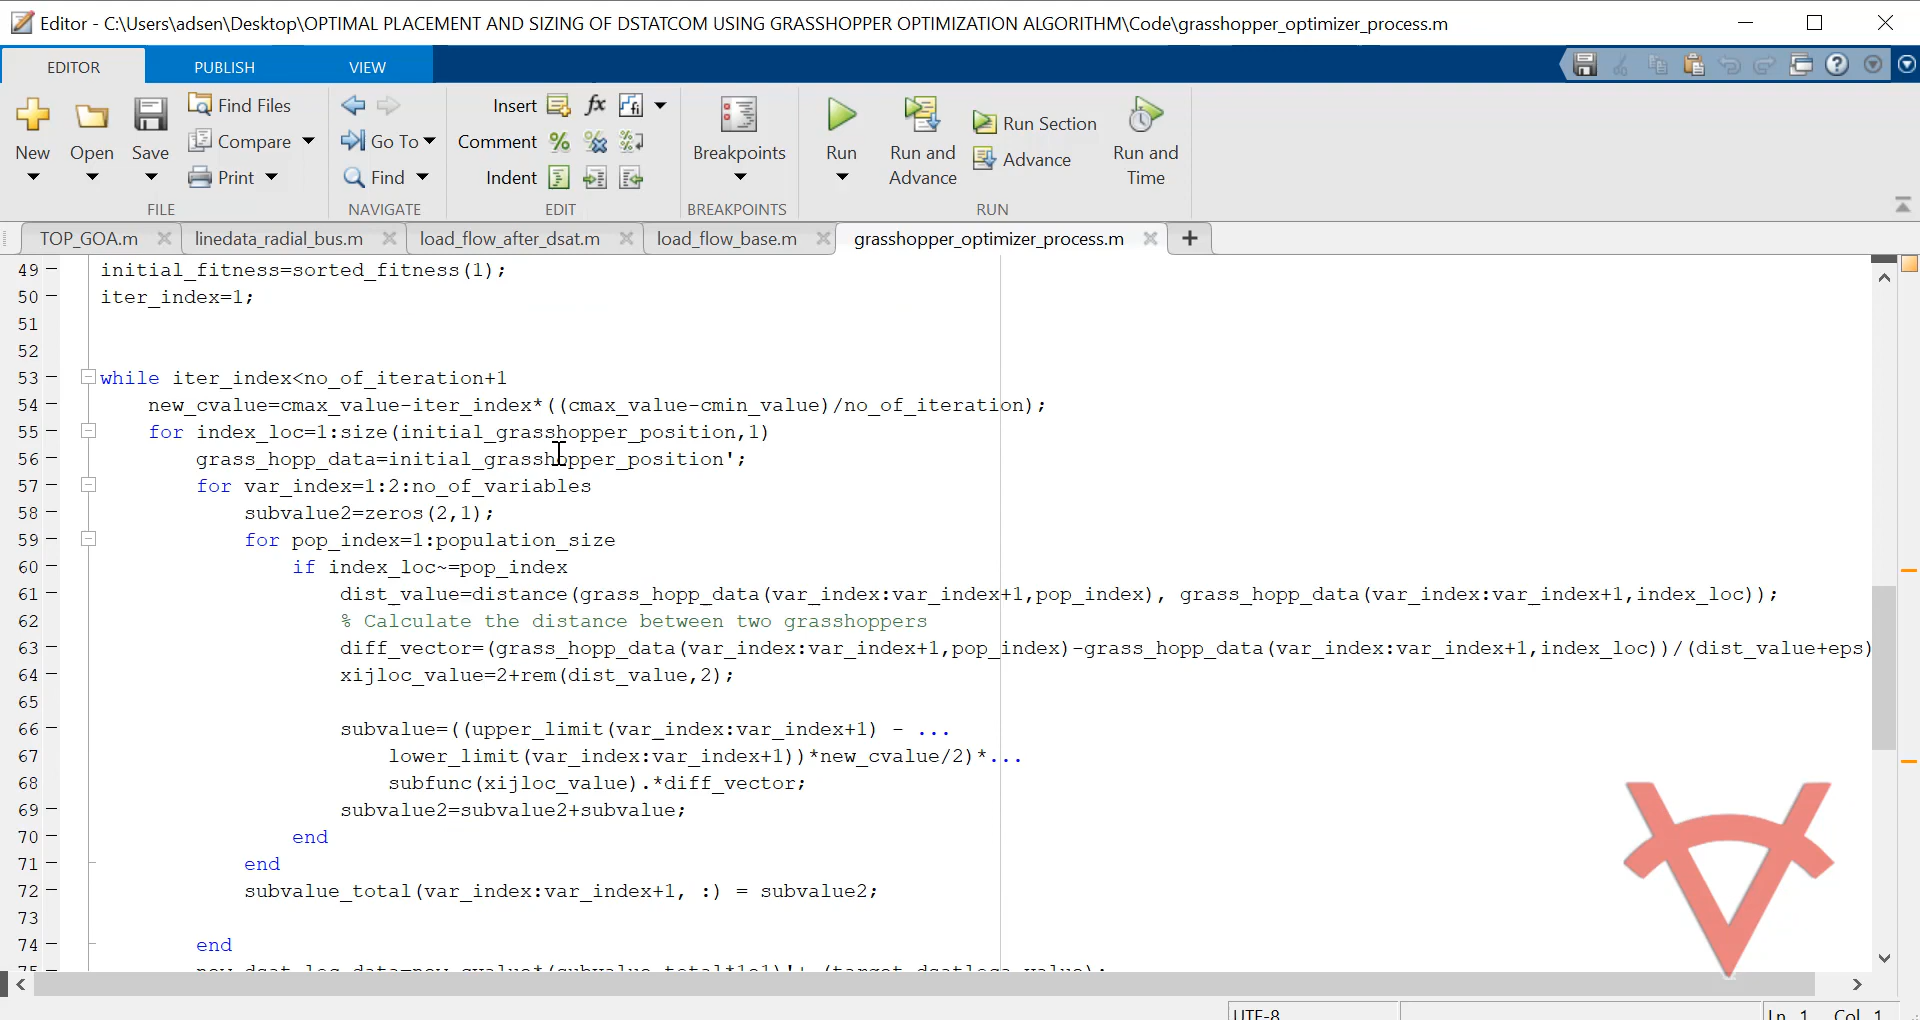 Editor - C:\Users\adsen\Desktop\OPTIMAL PLACEMENT AND SIZING OF DSTATCOM USING GRASSHOPPER OPTIMIZATION ALGORITHM\Code\grasshopper_optimizer_process.m
EDITOR PUBLISH VIEW
New Open Save Find Files Compare Print
Go To Find
Insert fx
Comment
Indent
Breakpoints
Run Run and Advance Run Section Advance Run and Time
FILE NAVIGATE EDIT BREAKPOINTS RUN
TOP_GOA.m linedata_radial_bus.m load_flow_after_dsat.m load_flow_base.m grasshopper_optimizer_process.m
49 initial_fitness=sorted_fitness(1);
50 iter_index=1;
51
52
53 while iter_index<no_of_iteration+1
54 new_cvalue=cmax_value-iter_index*((cmax_value-cmin_value)/no_of_iteration);
55 for index_loc=1:size(initial_grasshopper_position,1)
56 grass_hopp_data=initial_grasshopper_position';
57 for var_index=1:2:no_of_variables
58 subvalue2=zeros(2,1);
59 for pop_index=1:population_size
60 if index_loc~=pop_index
61 dist_value=distance(grass_hopp_data(var_index:var_index+1,pop_index), grass_hopp_data(var_index:var_index+1,index_loc));
62 % Calculate the distance between two grasshoppers
63 diff_vector=(grass_hopp_data(var_index:var_index+1,pop_index)-grass_hopp_data(var_index:var_index+1,index_loc))/(dist_value+eps)
64 xijloc_value=2+rem(dist_value,2);
65
66 subvalue=((upper_limit(var_index:var_index+1) - ...
67 lower_limit(var_index:var_index+1))*new_cvalue/2)*...
68 subfunc(xijloc_value).*diff_vector;
69 subvalue2=subvalue2+subvalue;
70 end
71 end
72 subvalue_total(var_index:var_index+1, :) = subvalue2;
73
74 end
UTF-8 Ln 1 Col 1